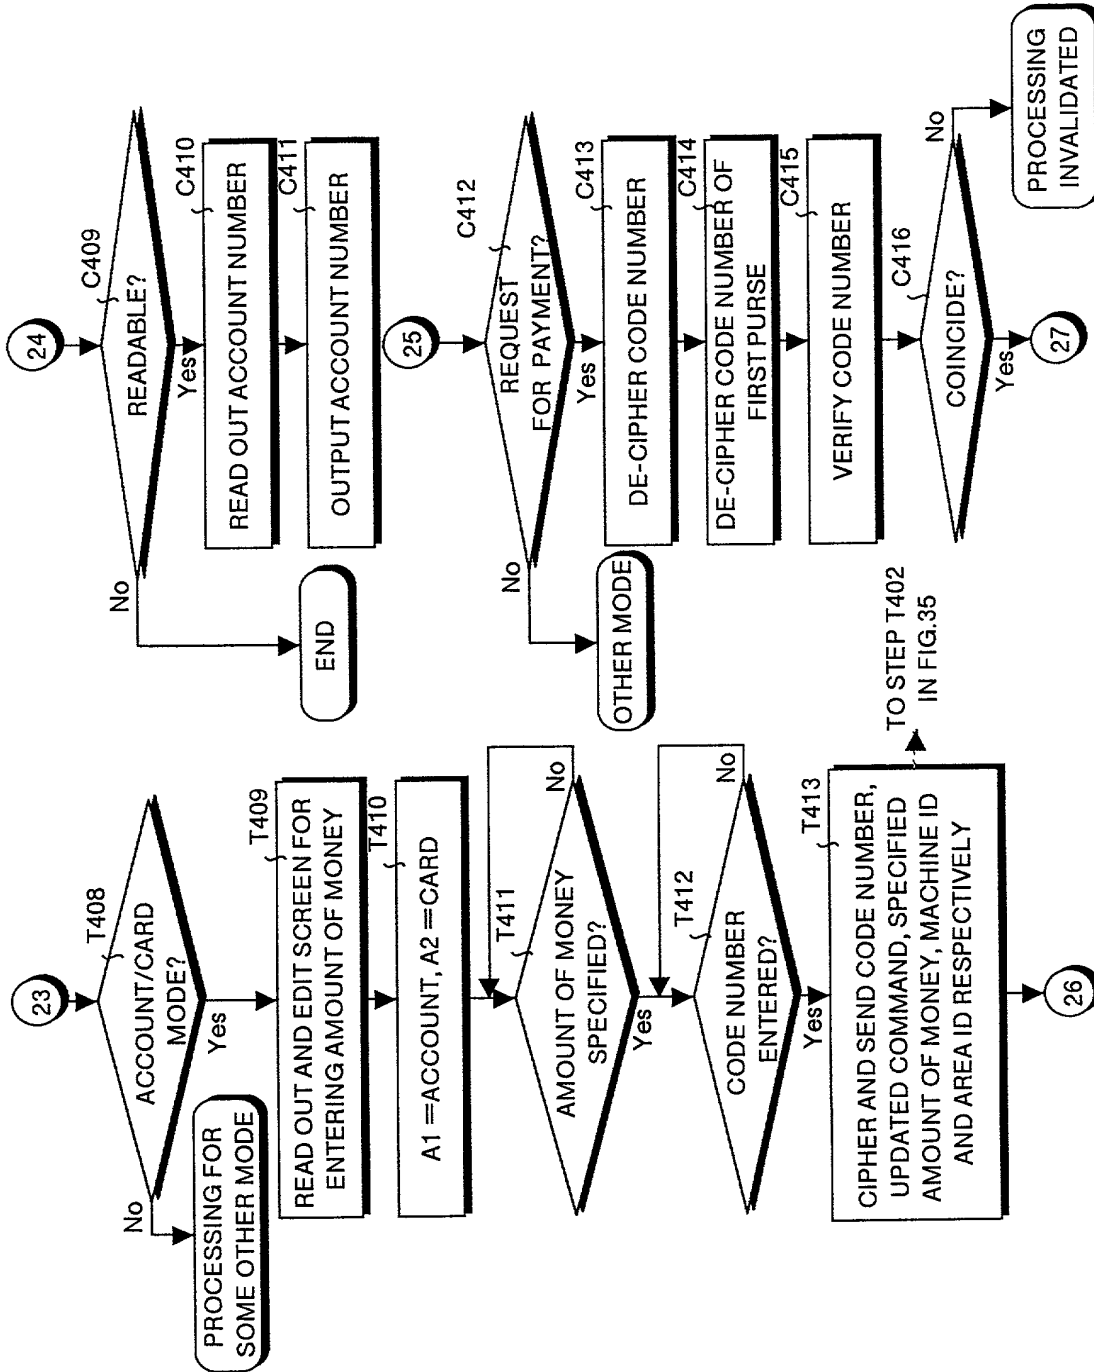 23
T408
ACCOUNT/CARD
MODE?
No
Yes
PROCESSING FOR
SOME OTHER MODE
T409
READ OUT AND EDIT SCREEN FOR
ENTERING AMOUNT OF MONEY
T410
A1 =ACCOUNT, A2 =CARD
T411
AMOUNT OF MONEY
SPECIFIED?
No
Yes
T412
CODE NUMBER
ENTERED?
No
Yes
T413
CIPHER AND SEND CODE NUMBER,
UPDATED COMMAND, SPECIFIED
AMOUNT OF MONEY, MACHINE ID
AND AREA ID RESPECTIVELY
TO STEP T402
IN FIG.35
26
24
C409
READABLE?
No
Yes
END
C410
READ OUT ACCOUNT NUMBER
C411
OUTPUT ACCOUNT NUMBER
25
C412
REQUEST
FOR PAYMENT?
No
Yes
OTHER MODE
C413
DE-CIPHER CODE NUMBER
C414
DE-CIPHER CODE NUMBER OF
FIRST PURSE
C415
VERIFY CODE NUMBER
C416
COINCIDE?
No
Yes
PROCESSING
INVALIDATED
27